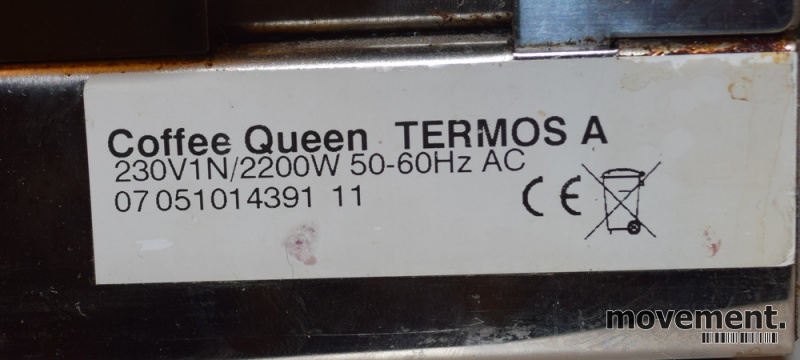 Coffee Queen TERMOS A
230V1N/2200W 50-60Hz AC
07 051014391 11
CE
movement.